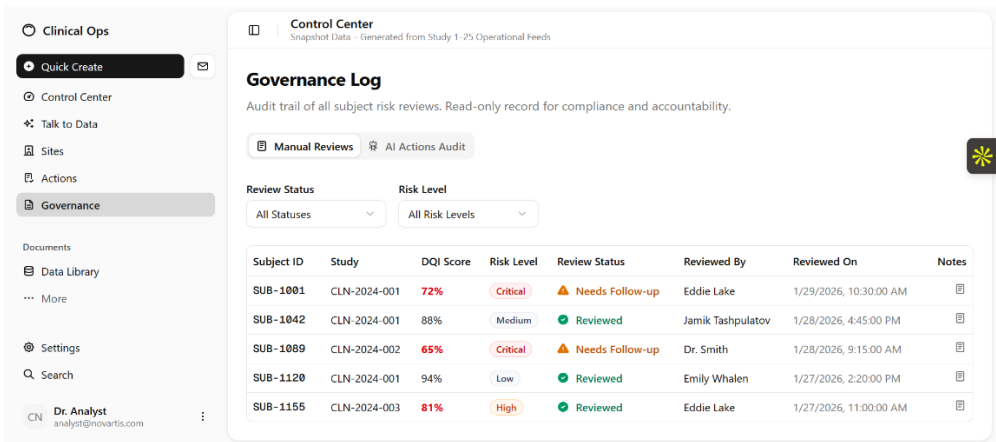 Clinical Ops
Quick Create
Control Center
Talk to Data
Sites
Actions
Governance
Documents
Data Library
More
Settings
Search
CN
Dr. Analyst
analyst@novartis.com
Control Center
Snapshot Data – Generated from Study 1–25 Operational Feeds
Governance Log
Audit trail of all subject risk reviews. Read-only record for compliance and accountability.
Manual Reviews AI Actions Audit
Review Status Risk Level
All Statuses All Risk Levels
Subject ID Study DQI Score Risk Level Review Status Reviewed By Reviewed On Notes
SUB-1001 CLN-2024-001 72% Critical Needs Follow-up Eddie Lake 1/29/2026, 10:30:00 AM
SUB-1042 CLN-2024-001 88% Medium Reviewed Jamik Tashpulatov 1/28/2026, 4:45:00 PM
SUB-1089 CLN-2024-002 65% Critical Needs Follow-up Dr. Smith 1/28/2026, 9:15:00 AM
SUB-1120 CLN-2024-001 94% Low Reviewed Emily Whalen 1/27/2026, 2:20:00 PM
SUB-1155 CLN-2024-003 81% High Reviewed Eddie Lake 1/27/2026, 11:00:00 AM